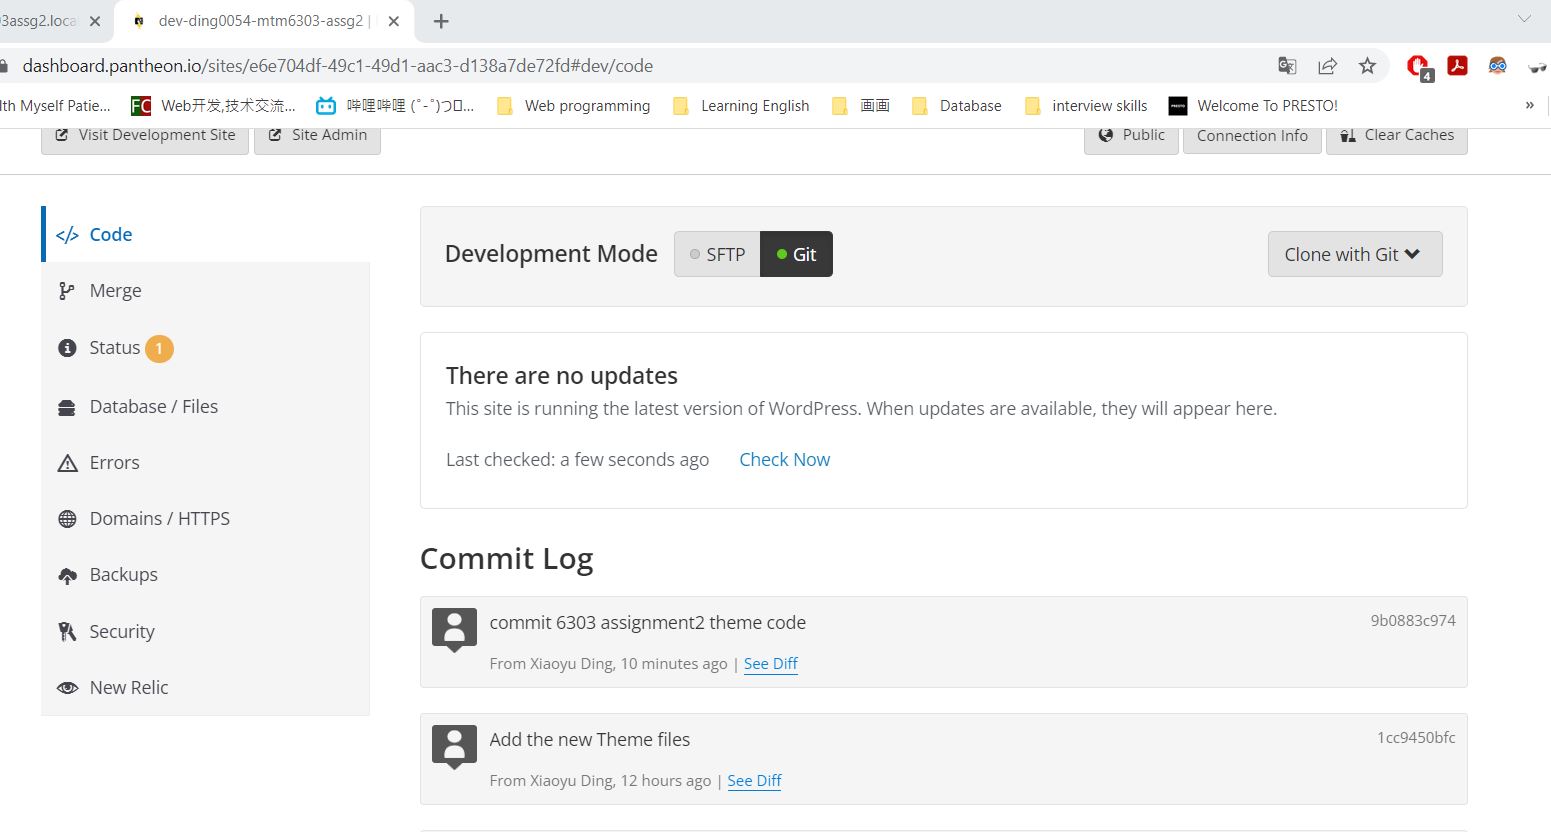 3assg2.loca
dev-ding0054-mtm6303-assg2 |
dashboard.pantheon.io/sites/e6e704df-49c1-49d1-aac3-d138a7de72fd#dev/code
4
lth Myself Patie...
Web开发,技术交流...
哔哩哔哩 (゜-゜)つロ...
Web programming
Learning English
画画
Database
interview skills
Welcome To PRESTO!
»
Visit Development Site
Site Admin
Public
Connection Info
Clear Caches
Code
Merge
Status 1
Database / Files
Errors
Domains / HTTPS
Backups
Security
New Relic
Development Mode
SFTP
Git
Clone with Git
There are no updates
This site is running the latest version of WordPress. When updates are available, they will appear here.
Last checked: a few seconds ago Check Now
Commit Log
commit 6303 assignment2 theme code
9b0883c974
From Xiaoyu Ding, 10 minutes ago | See Diff
Add the new Theme files
1cc9450bfc
From Xiaoyu Ding, 12 hours ago | See Diff